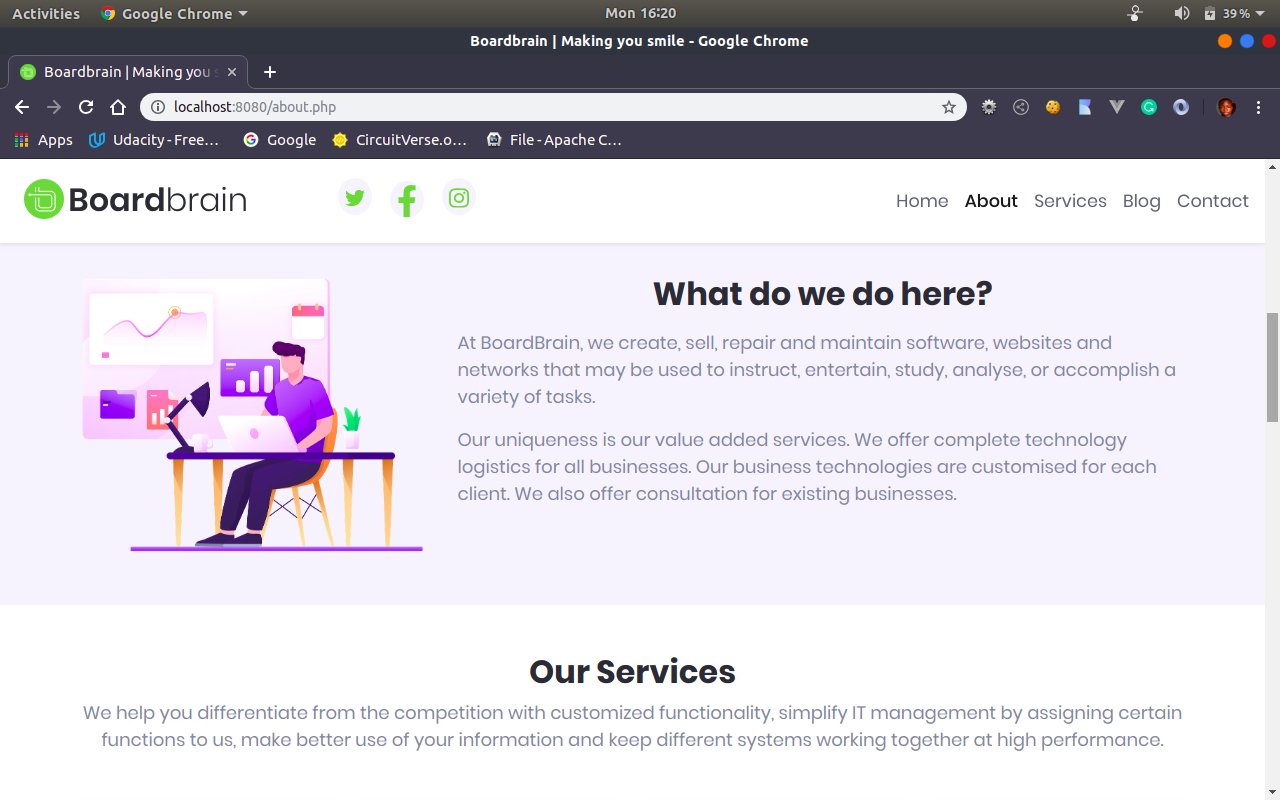 Activities Google Chrome Mon 16:20 39%
Boardbrain | Making you smile - Google Chrome
Boardbrain | Making you s
localhost:8080/about.php
Apps Udacity - Free... Google CircuitVerse.o... File - Apache C...
Boardbrain Home About Services Blog Contact
What do we do here?
At BoardBrain, we create, sell, repair and maintain software, websites and
networks that may be used to instruct, entertain, study, analyse, or accomplish a
variety of tasks.
Our uniqueness is our value added services. We offer complete technology
logistics for all businesses. Our business technologies are customised for each
client. We also offer consultation for existing businesses.
Our Services
We help you differentiate from the competition with customized functionality, simplify IT management by assigning certain
functions to us, make better use of your information and keep different systems working together at high performance.